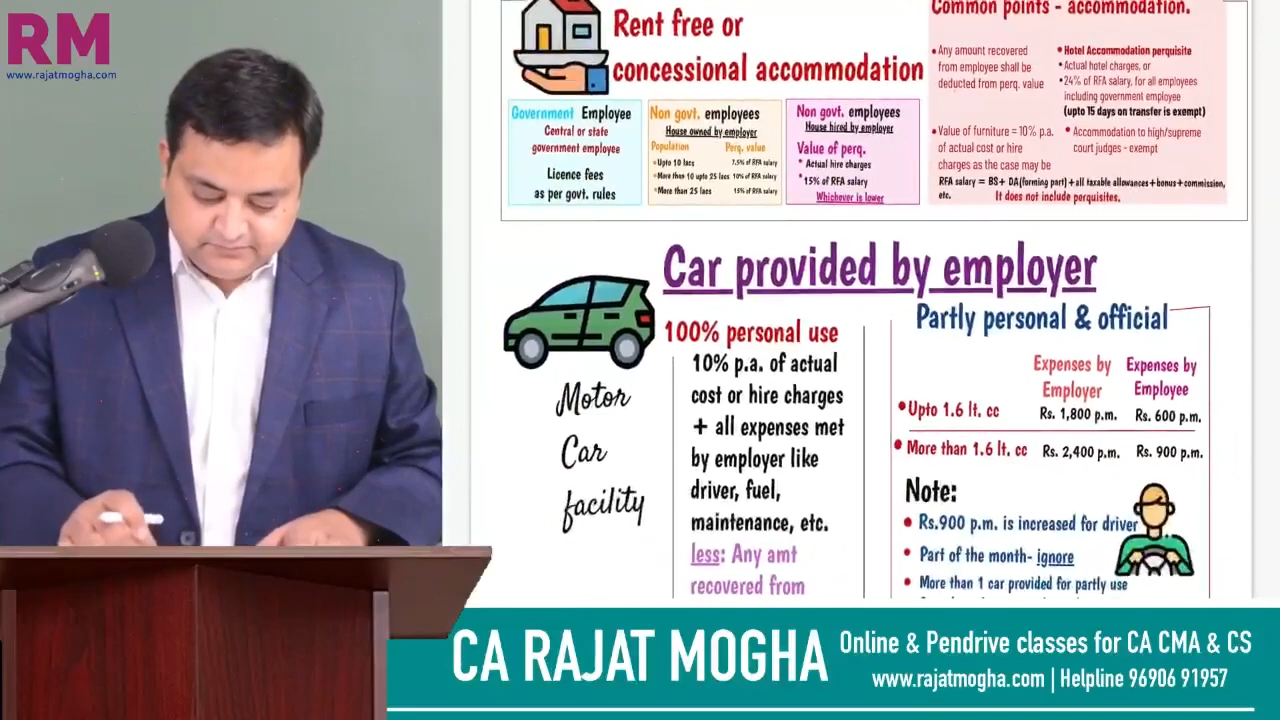 RM
www.rajatmogha.com
Rent free or
concessional accommodation
Government Employee
Central or state
government employee
Licence fees
as per govt. rules
Non govt. employees
House owned by employer
Population Perq. value
Upto 10 lacs 7.5% of RFA salary
More than 10 upto 25 lacs 10% of RFA salary
More than 25 lacs 15% of RFA salary
Non govt. employees
House hired by employer
Value of perq.
* Actual hire charges
* 15% of RFA salary
Whichever is lower
Common points - accommodation.
• Any amount recovered
from employee shall be
deducted from perq. value
• Value of furniture = 10% p.a.
of actual cost or hire
charges as the case may be
• Hotel Accommodation perquisite
• Actual hotel charges, or
• 24% of RFA salary, for all employees
including government employee
(upto 15 days on transfer is exempt)
• Accommodation to high/supreme
court judges - exempt
RFA salary = BS+ DA(forming part)+all taxable allowances+bonus+commission,
etc. It does not include perquisites.
Car provided by employer
Motor
Car
facility
100% personal use
10% p.a. of actual
cost or hire charges
+ all expenses met
by employer like
driver, fuel,
maintenance, etc.
less: Any amt
recovered from
Partly personal & official
Expenses by
Employer
Expenses by
Employee
• Upto 1.6 lt. cc Rs. 1,800 p.m. Rs. 600 p.m.
• More than 1.6 lt. cc Rs. 2,400 p.m. Rs. 900 p.m.
Note:
• Rs.900 p.m. is increased for driver
• Part of the month- ignore
• More than 1 car provided for partly use
CA RAJAT MOGHA
Online & Pendrive classes for CA CMA & CS
www.rajatmogha.com | Helpline 96906 91957